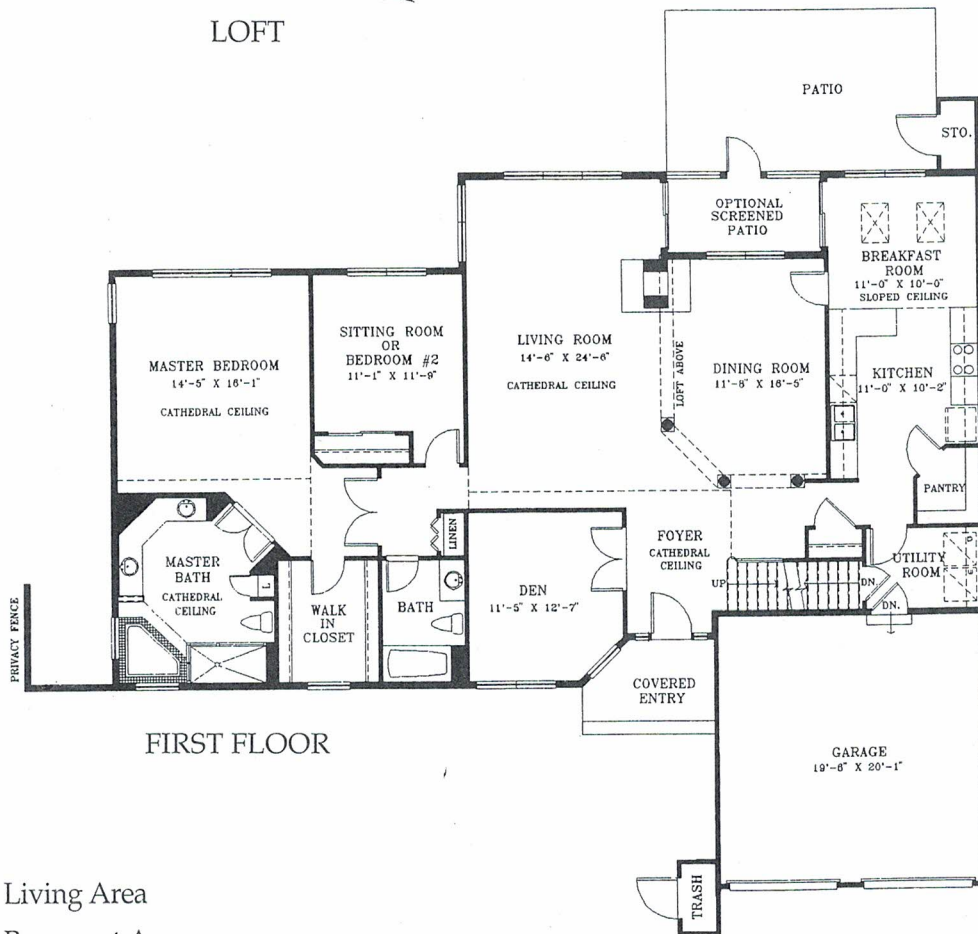 LOFT
PATIO
STO.
OPTIONAL
SCREENED
PATIO
BREAKFAST
ROOM
11'-0" X 10'-0"
SLOPED CEILING
MASTER BEDROOM
14'-5" X 16'-1"
CATHEDRAL CEILING
SITTING ROOM
OR
BEDROOM #2
11'-1" X 11'-9"
LIVING ROOM
14'-6" X 24'-6"
CATHEDRAL CEILING
LOFT ABOVE
DINING ROOM
11'-8" X 16'-5"
KITCHEN
11'-0" X 10'-2"
PANTRY
LINEN
FOYER
CATHEDRAL
CEILING
UTILITY
ROOM
MASTER
BATH
CATHEDRAL
CEILING
L
WALK
IN
CLOSET
BATH
DEN
11'-5" X 12'-7"
UP
DN.
DN.
PRIVACY FENCE
COVERED
ENTRY
FIRST FLOOR
GARAGE
19'-6" X 20'-1"
TRASH
Living Area